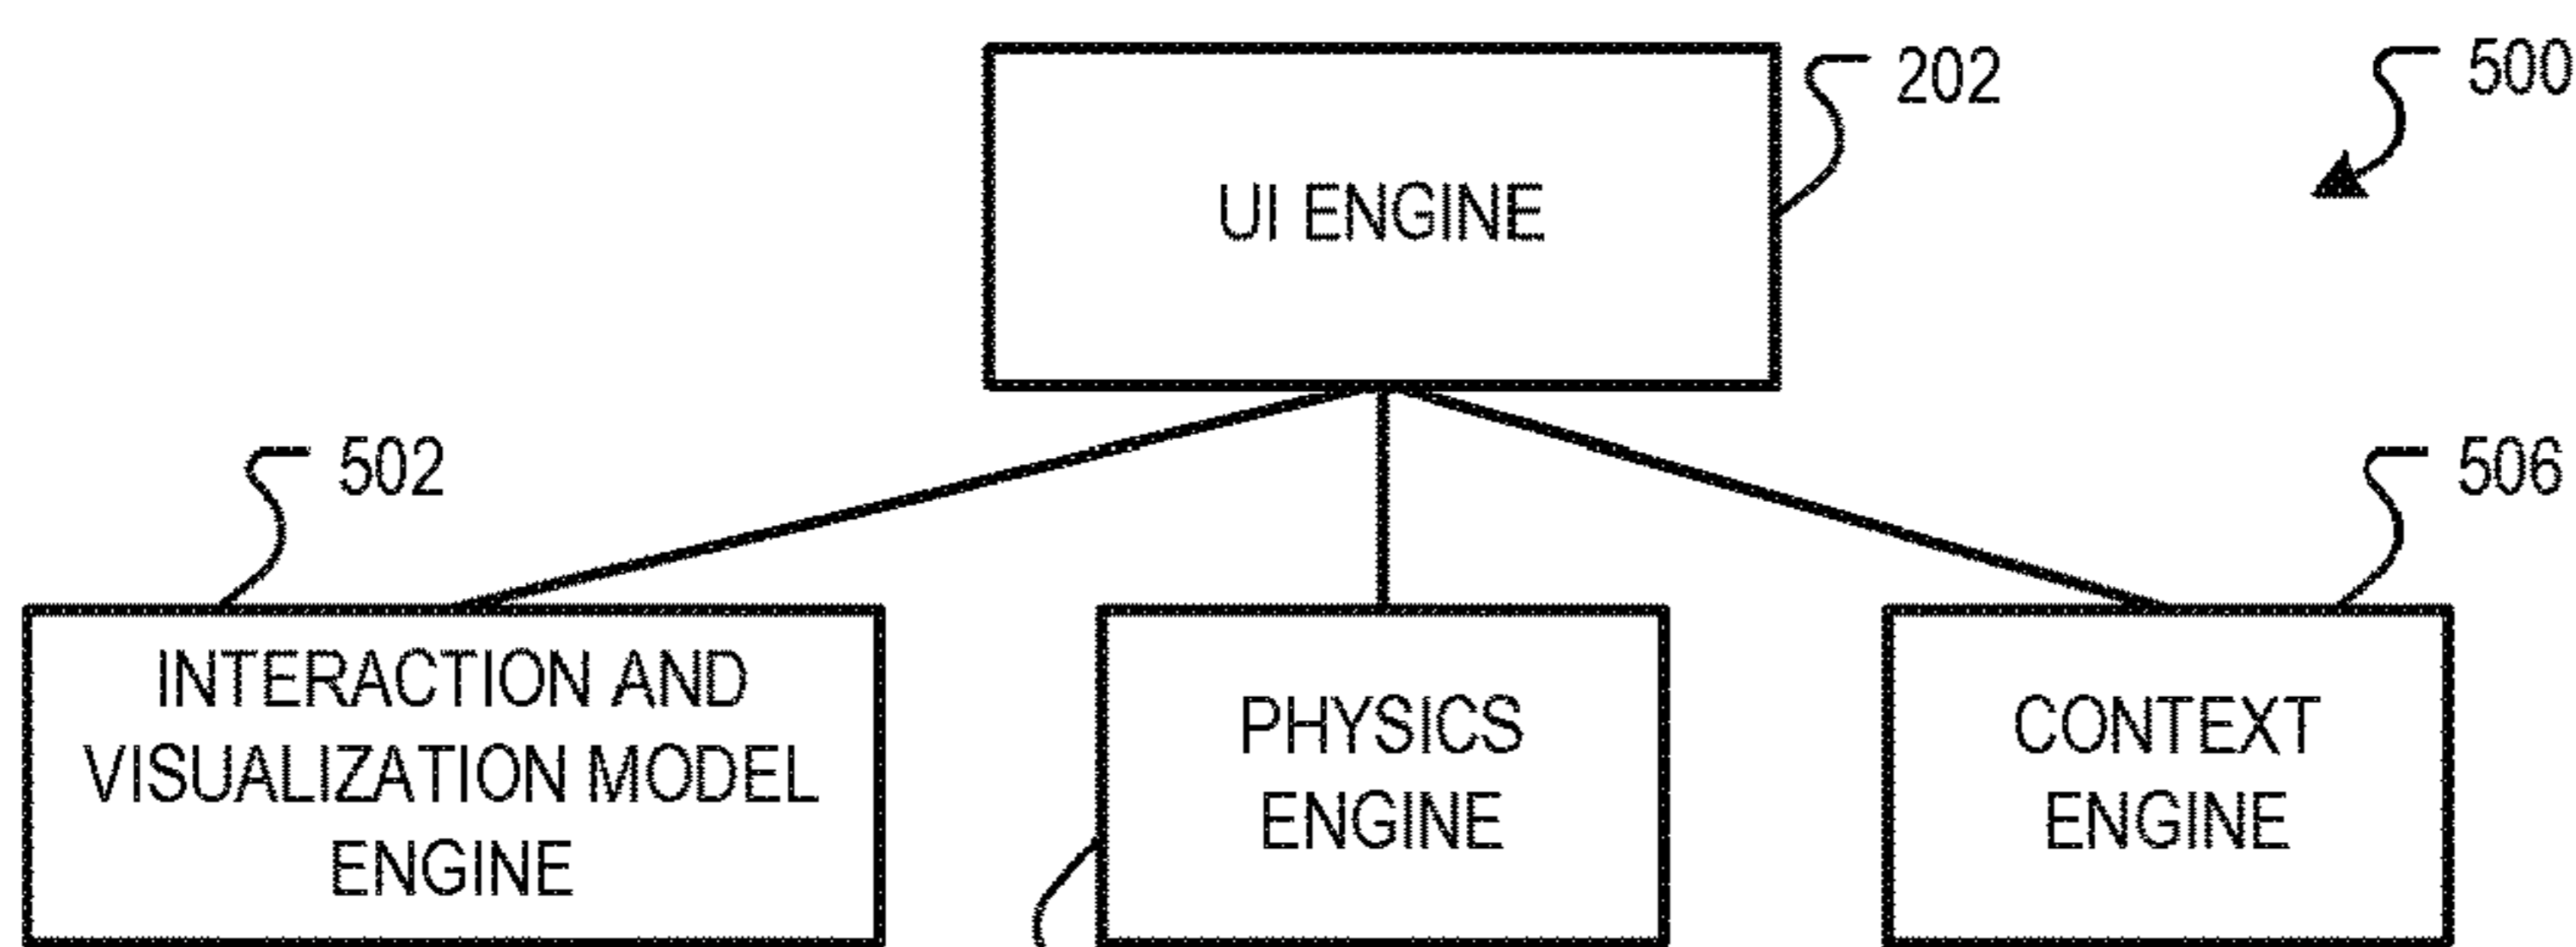 202
500
UI ENGINE
502
506
INTERACTION AND
VISUALIZATION MODEL
ENGINE
PHYSICS
ENGINE
CONTEXT
ENGINE